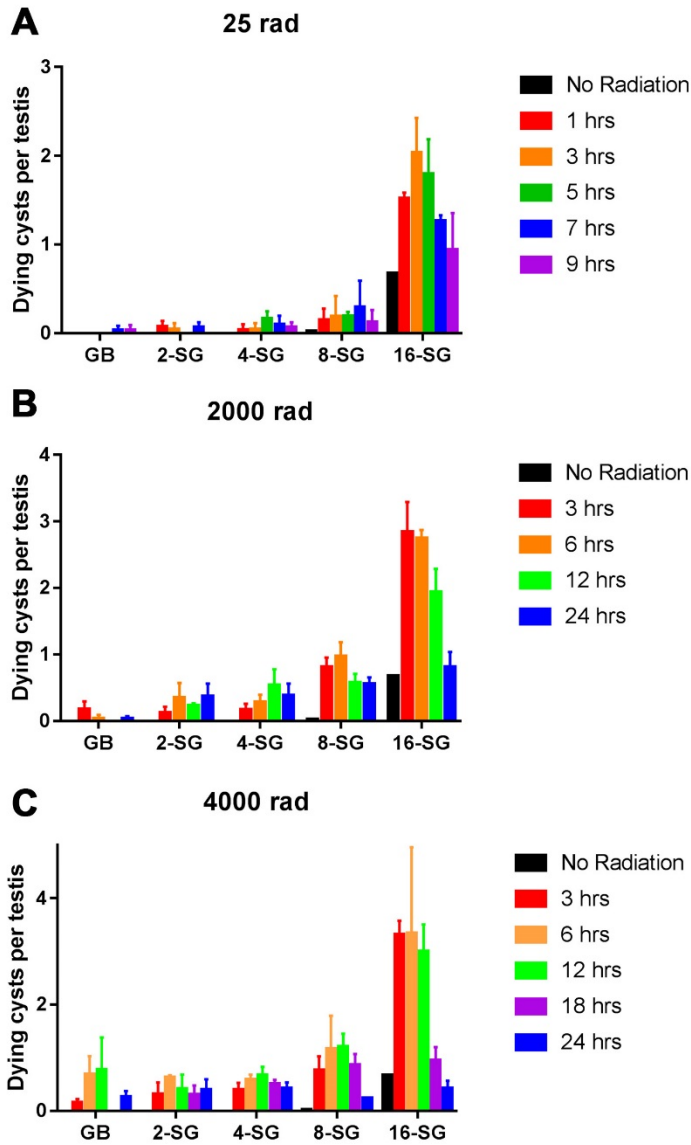 A
25 rad
Dying cysts per testis
3
2
1
0
GB 2-SG 4-SG 8-SG 16-SG
No Radiation
1 hrs
3 hrs
5 hrs
7 hrs
9 hrs
B
2000 rad
Dying cysts per testis
4
3
2
1
0
GB 2-SG 4-SG 8-SG 16-SG
No Radiation
3 hrs
6 hrs
12 hrs
24 hrs
C
4000 rad
Dying cysts per testis
4
2
0
GB 2-SG 4-SG 8-SG 16-SG
No Radiation
3 hrs
6 hrs
12 hrs
18 hrs
24 hrs